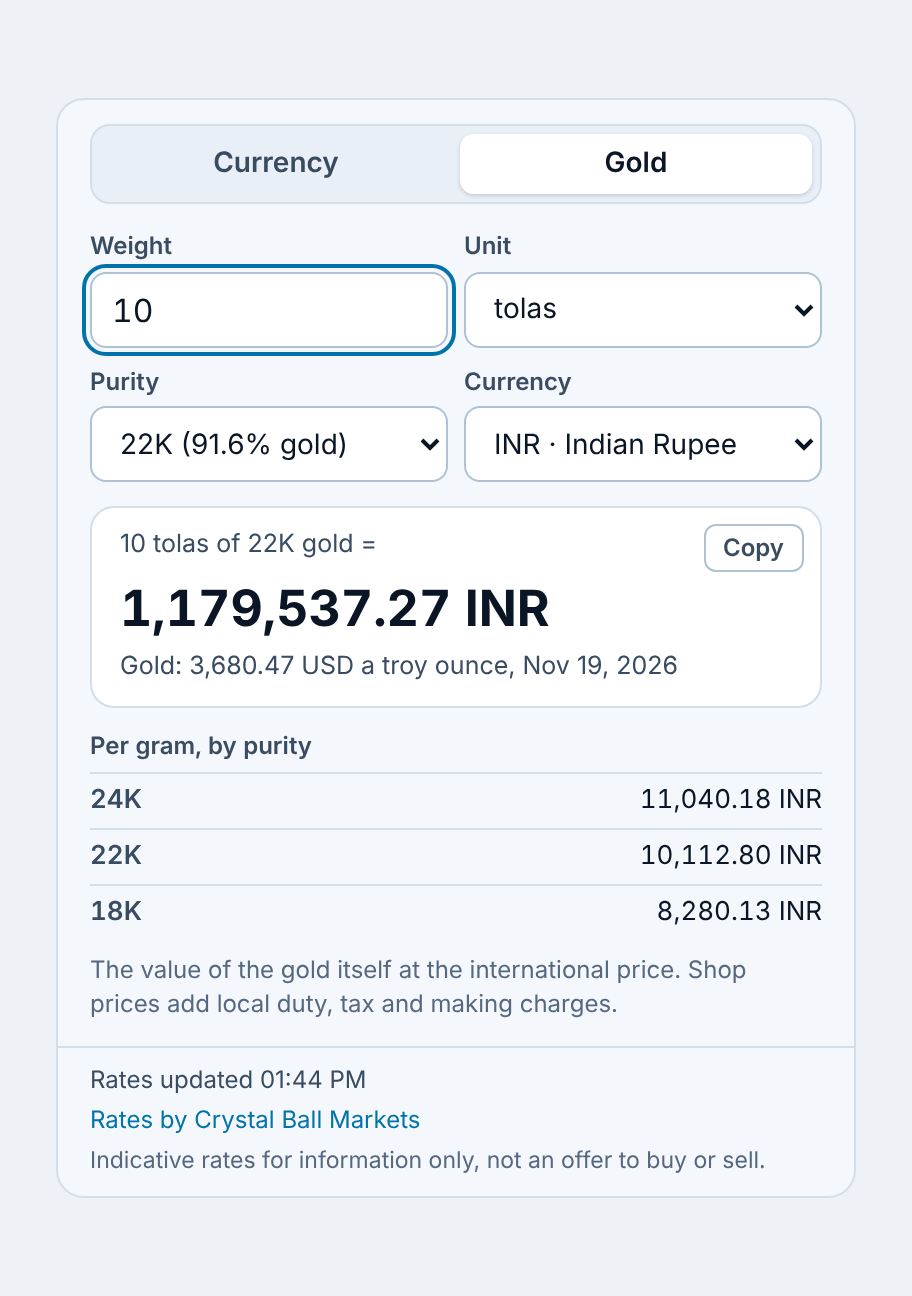 Currency
Gold
Weight
Unit
10
tolas
Purity
Currency
22K (91.6% gold)
INR · Indian Rupee
10 tolas of 22K gold =
Copy
1,179,537.27 INR
Gold: 3,680.47 USD a troy ounce, Nov 19, 2026
Per gram, by purity
24K 11,040.18 INR
22K 10,112.80 INR
18K 8,280.13 INR
The value of the gold itself at the international price. Shop
prices add local duty, tax and making charges.
Rates updated 01:44 PM
Rates by Crystal Ball Markets
Indicative rates for information only, not an offer to buy or sell.